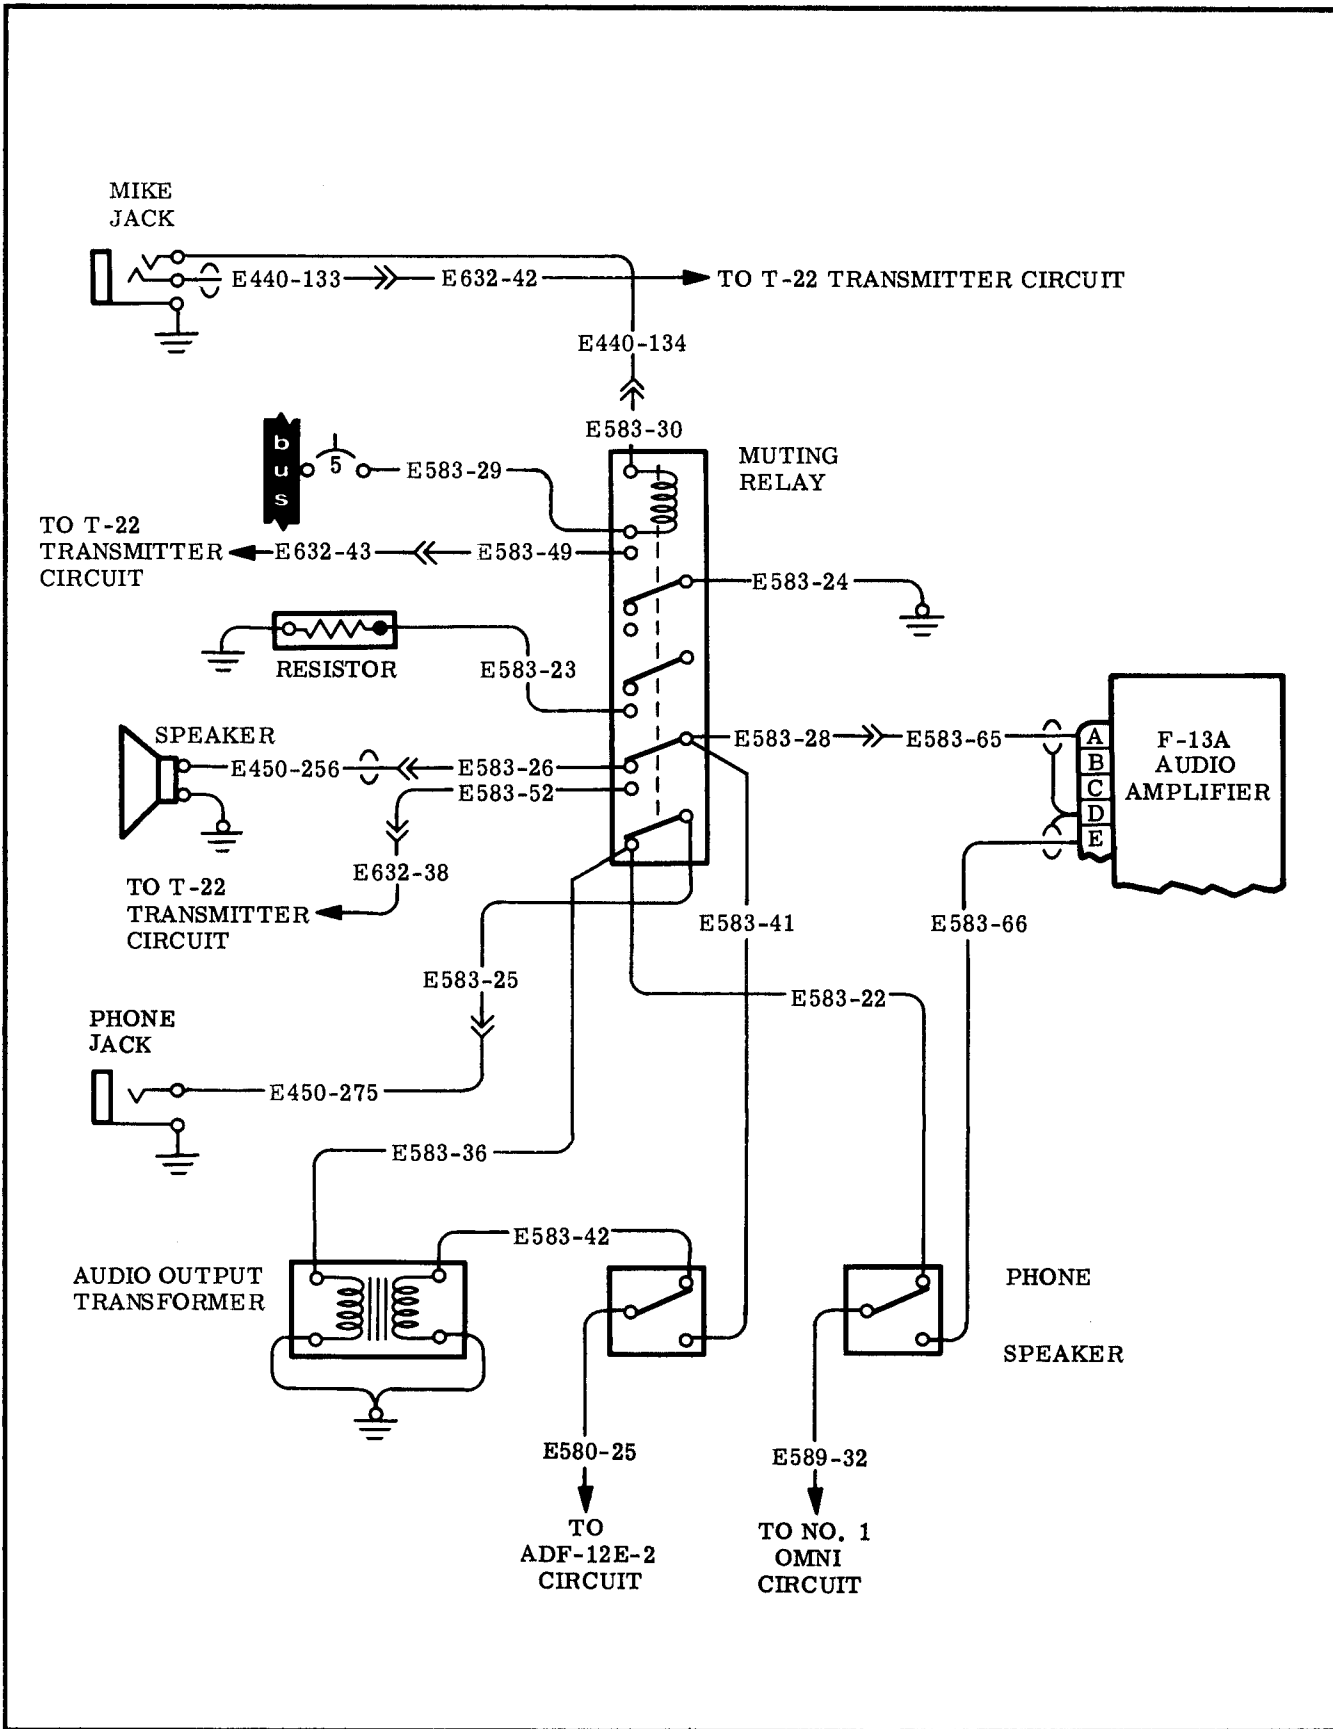 MIKE
JACK
E440-133
E632-42
TO T-22 TRANSMITTER CIRCUIT
E440-134
E583-30
b
u
s
5
E583-29
MUTING
RELAY
TO T-22
TRANSMITTER
CIRCUIT
E632-43
E583-49
E583-24
RESISTOR
E583-23
SPEAKER
E450-256
E583-26
E583-52
E583-28
E583-65
A
B
C
D
E
F-13A
AUDIO
AMPLIFIER
E632-38
TO T-22
TRANSMITTER
CIRCUIT
E583-41
E583-66
E583-25
E583-22
PHONE
JACK
E450-275
E583-36
E583-42
AUDIO OUTPUT
TRANSFORMER
PHONE
SPEAKER
E580-25
E589-32
TO
ADF-12E-2
CIRCUIT
TO NO. 1
OMNI
CIRCUIT